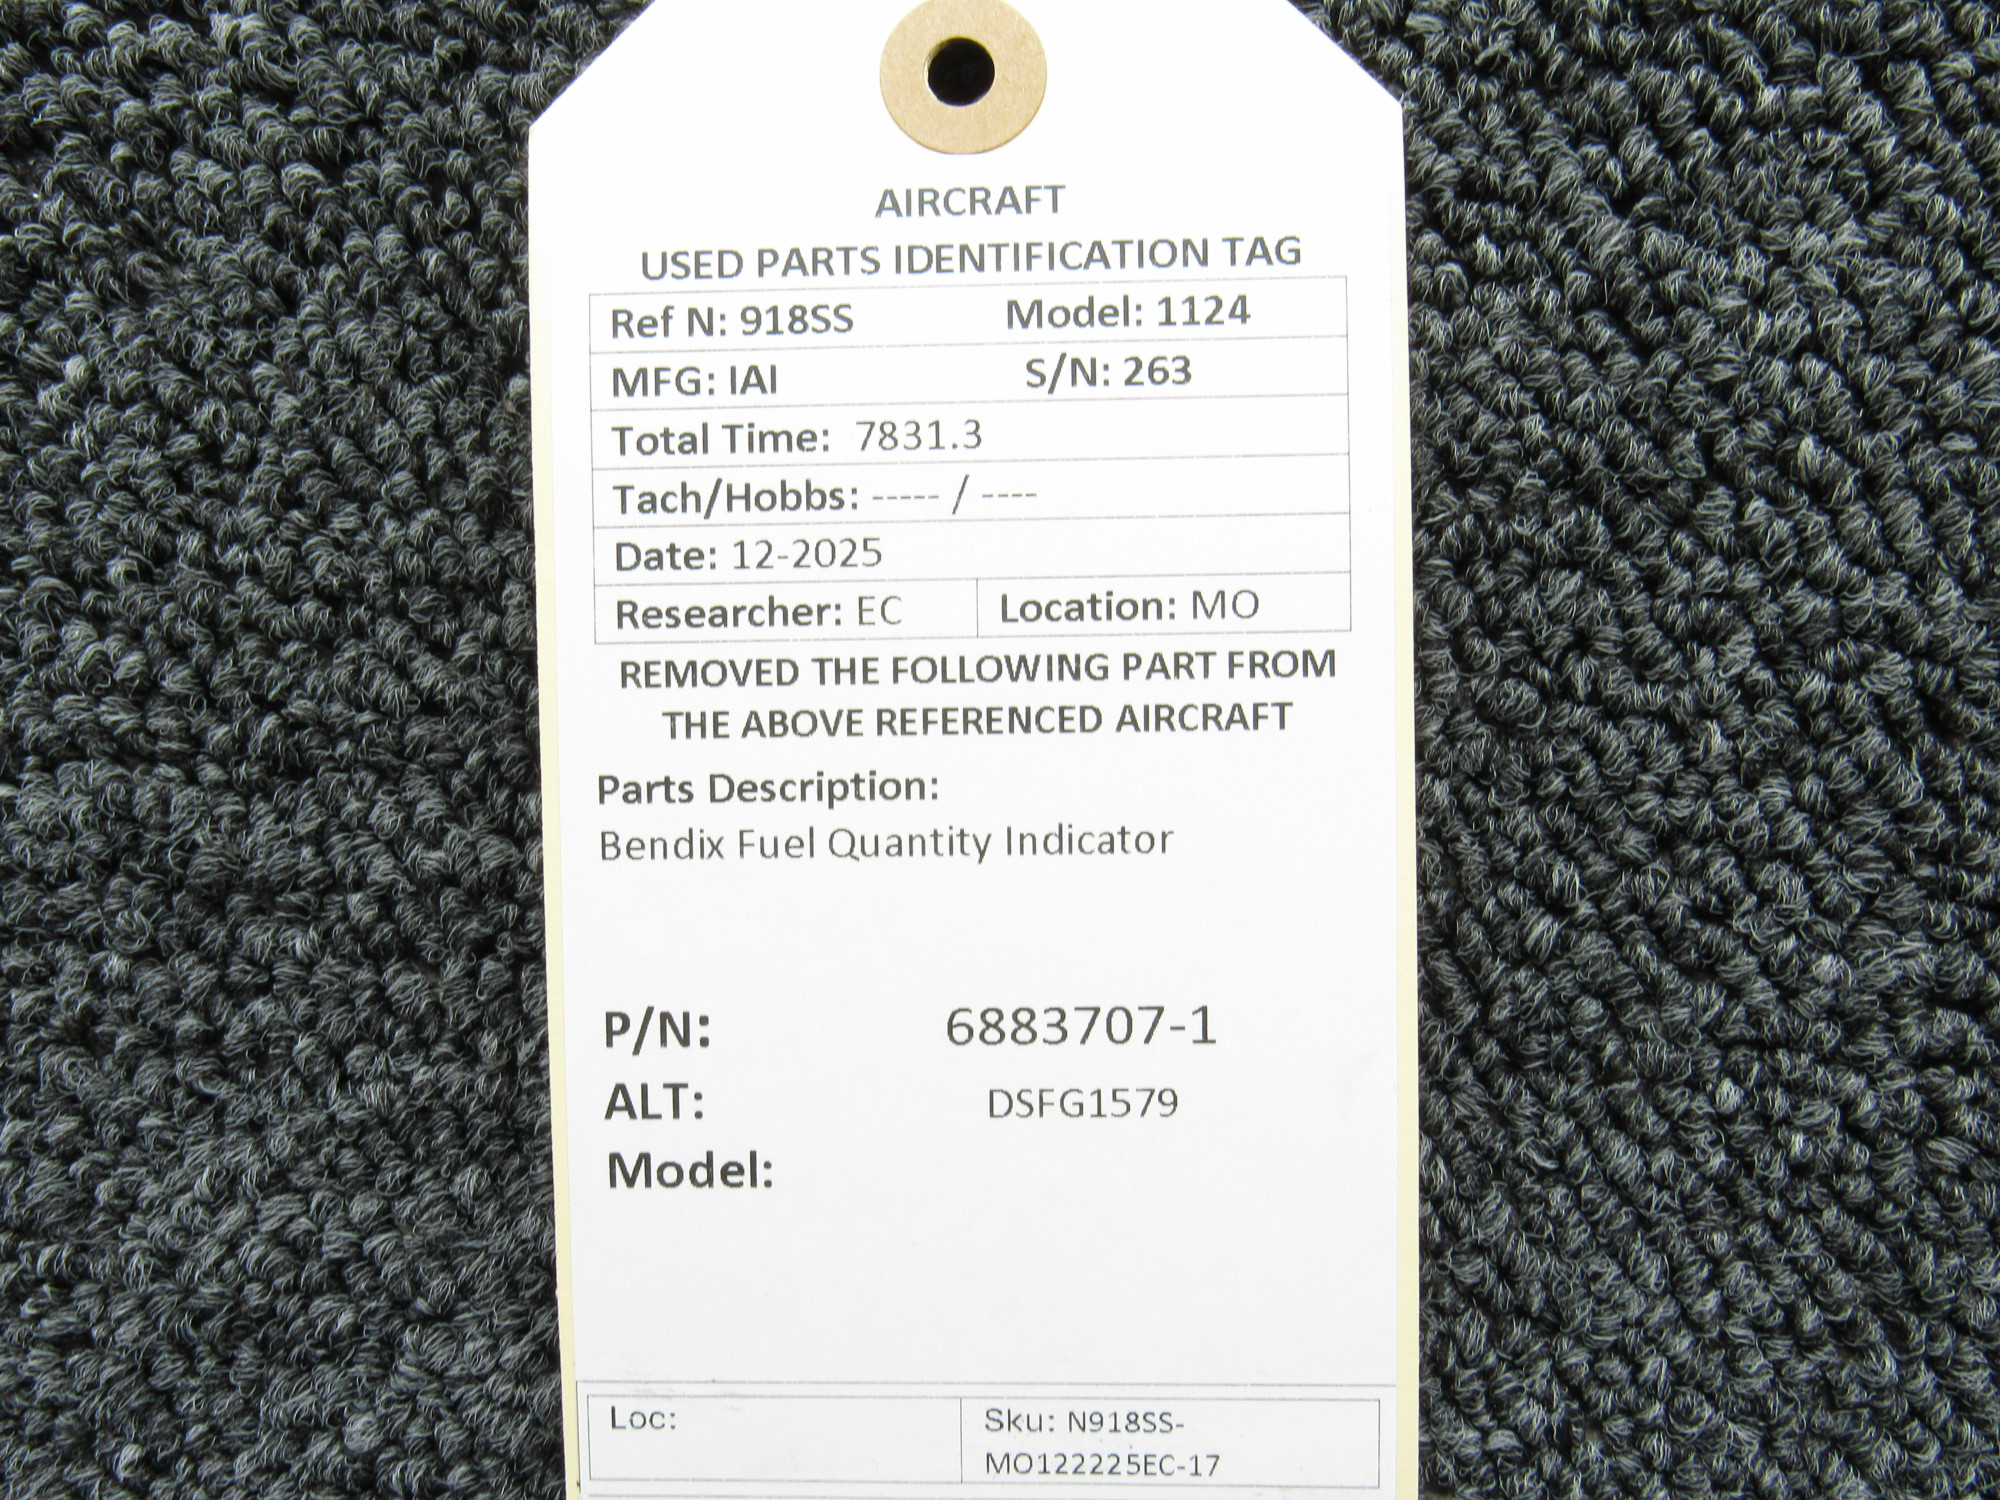 AIRCRAFT
USED PARTS IDENTIFICATION TAG
Ref N: 918SS Model: 1124
MFG: IAI S/N: 263
Total Time: 7831.3
Tach/Hobbs: ----- / ----
Date: 12-2025
Researcher: EC Location: MO
REMOVED THE FOLLOWING PART FROM
THE ABOVE REFERENCED AIRCRAFT
Parts Description:
Bendix Fuel Quantity Indicator
P/N: 6883707-1
ALT: DSFG1579
Model:
Loc: Sku: N918SS-
MO122225EC-17